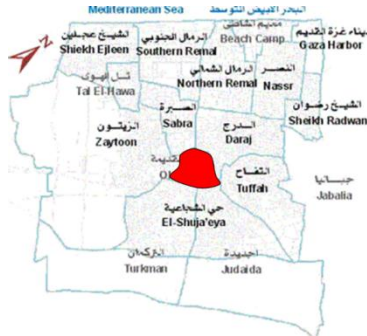 Mediterranean Sea البحر الابيض المتوسط
مخيم الشاطئ
Beach Camp
ميناء غزة القديم
Gaza Harbor
الشيخ عجلين
Shiekh Ejleen
الرمال الجنوبي
Southern Remal
الرمال الشمالي
Northern Remal
النصر
Nassr
الشيخ رضوان
Sheikh Radwan
تل الهوى
Tal El-Hawa
الصبرة
Sabra
الزيتون
Zaytoon
الدرج
Daraj
التفاح
Tuffah
جباليا
Jabalia
حي الشجاعية
El-Shuja'eya
التركمان
Turkman
اجديدة
Judaida
N